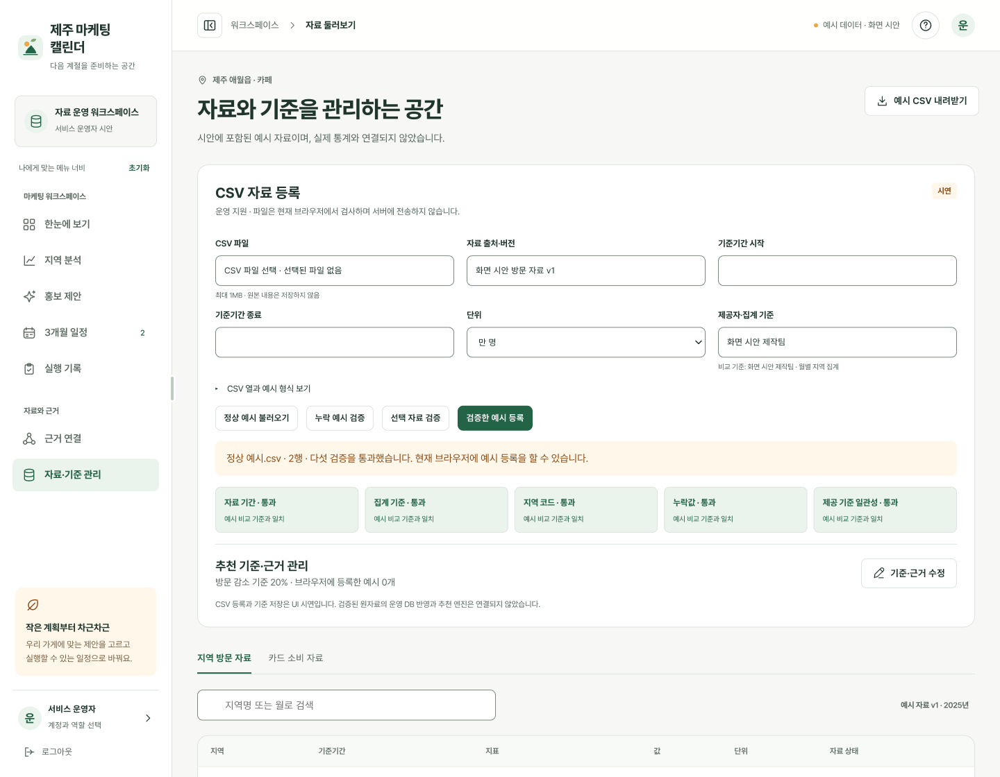 제주 마케팅
캘린더
다음 계절을 준비하는 공간
자료 운영 워크스페이스
서비스 운영자 시안
나에게 맞는 메뉴 너비
초기화
마케팅 워크스페이스
한눈에 보기
지역 분석
홍보 제안
3개월 일정
2
실행 기록
자료와 근거
근거 연결
자료·기준 관리
작은 계획부터 차근차근
우리 가게에 맞는 제안을 고르고
실행할 수 있는 일정으로 바꿔요.
운
서비스 운영자
계정과 역할 선택
로그아웃
워크스페이스
자료 둘러보기
예시 데이터 · 화면 시안
운
제주 애월읍 · 카페
자료와 기준을 관리하는 공간
시안에 포함된 예시 자료이며, 실제 통계와 연결되지 않았습니다.
예시 CSV 내려받기
CSV 자료 등록
시연
운영 지원 · 파일은 현재 브라우저에서 검사하며 서버에 전송하지 않습니다.
CSV 파일
자료 출처·버전
기준기간 시작
CSV 파일 선택 · 선택된 파일 없음
화면 시안 방문 자료 v1
최대 1MB · 원본 내용은 저장하지 않음
기준기간 종료
단위
제공자·집계 기준
만 명
화면 시안 제작팀
비교 기준: 화면 시안 제작팀 · 월별 지역 집계
CSV 열과 예시 형식 보기
정상 예시 불러오기
누락 예시 검증
선택 자료 검증
검증한 예시 등록
정상 예시.csv · 2행 · 다섯 검증을 통과했습니다. 현재 브라우저에 예시 등록을 할 수 있습니다.
자료 기간 · 통과
예시 비교 기준과 일치
집계 기준 · 통과
예시 비교 기준과 일치
지역 코드 · 통과
예시 비교 기준과 일치
누락값 · 통과
예시 비교 기준과 일치
제공 기준 일관성 · 통과
예시 비교 기준과 일치
추천 기준·근거 관리
방문 감소 기준 20% · 브라우저에 등록한 예시 0개
기준·근거 수정
CSV 등록과 기준 저장은 UI 시연입니다. 검증된 원자료의 운영 DB 반영과 추천 엔진은 연결되지 않았습니다.
지역 방문 자료
카드 소비 자료
지역명 또는 월로 검색
예시 자료 v1 · 2025년
지역
기준기간
지표
값
단위
자료 상태